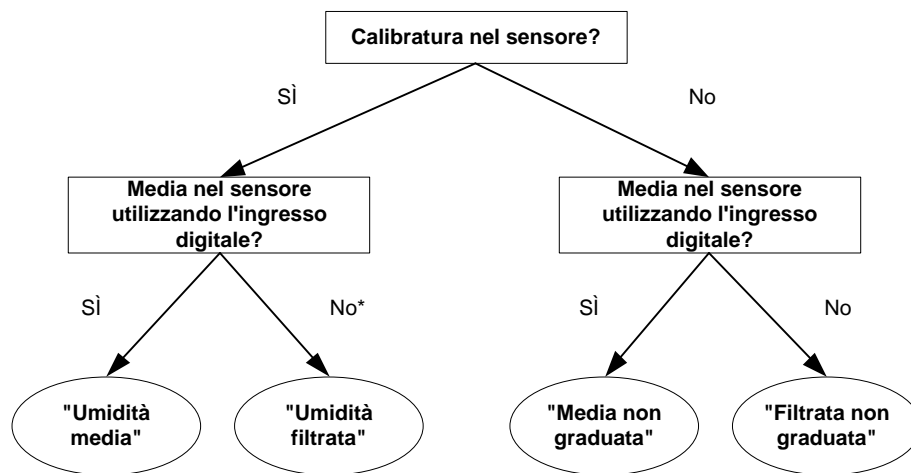 Calibratura nel sensore?
SÌ
No
Media nel sensore
utilizzando l'ingresso
digitale?
Media nel sensore
utilizzando l'ingresso
digitale?
SÌ
No*
SÌ
No
"Umidità
media"
"Umidità
filtrata"
"Media non
graduata"
"Filtrata non
graduata"